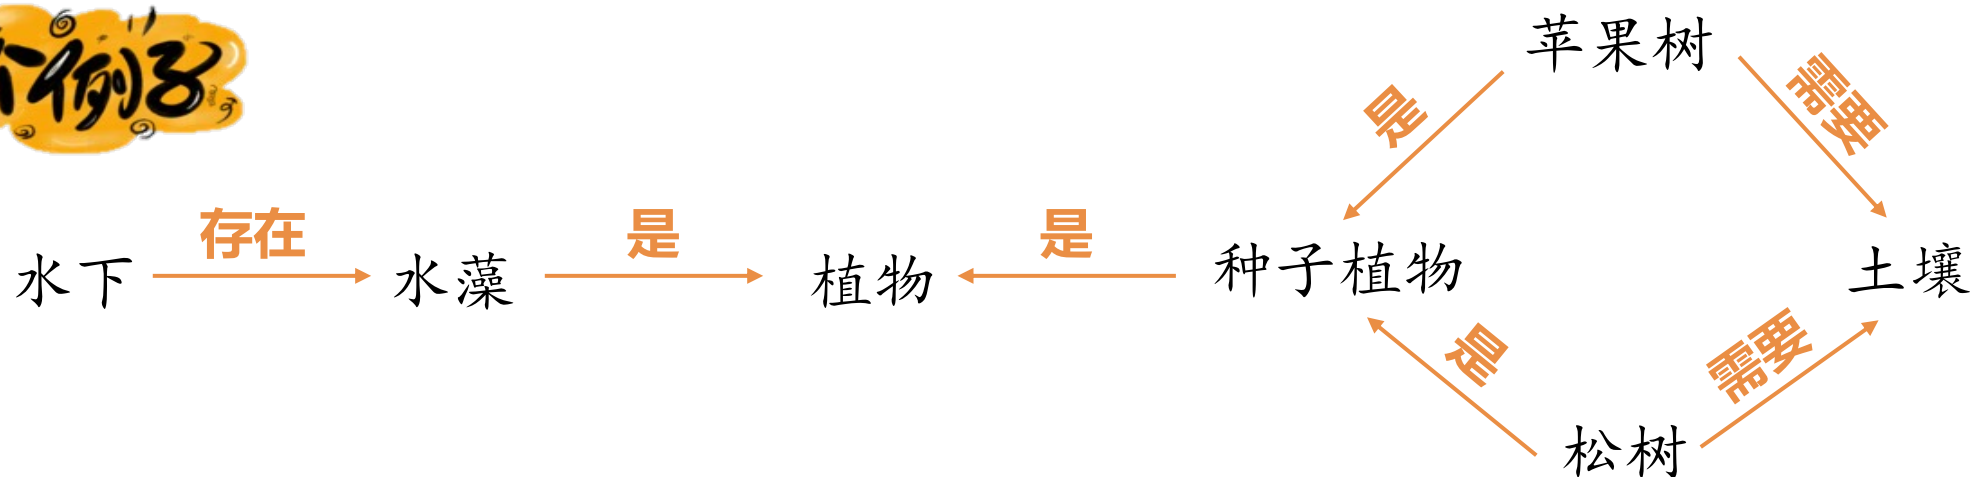 个例子
苹果树
是
需要
水下
存在
水藻
是
植物
是
种子植物
土壤
是
需要
松树